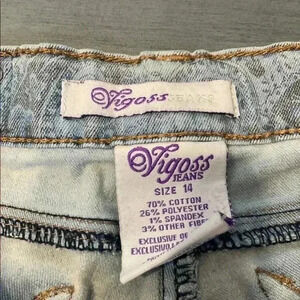 Vigoss JEANS
Vigoss
JEANS
SIZE 14
70% COTTON
26% POLYESTER
1% SPANDEX
3% OTHER FIBER
EXCLUSIVE OF